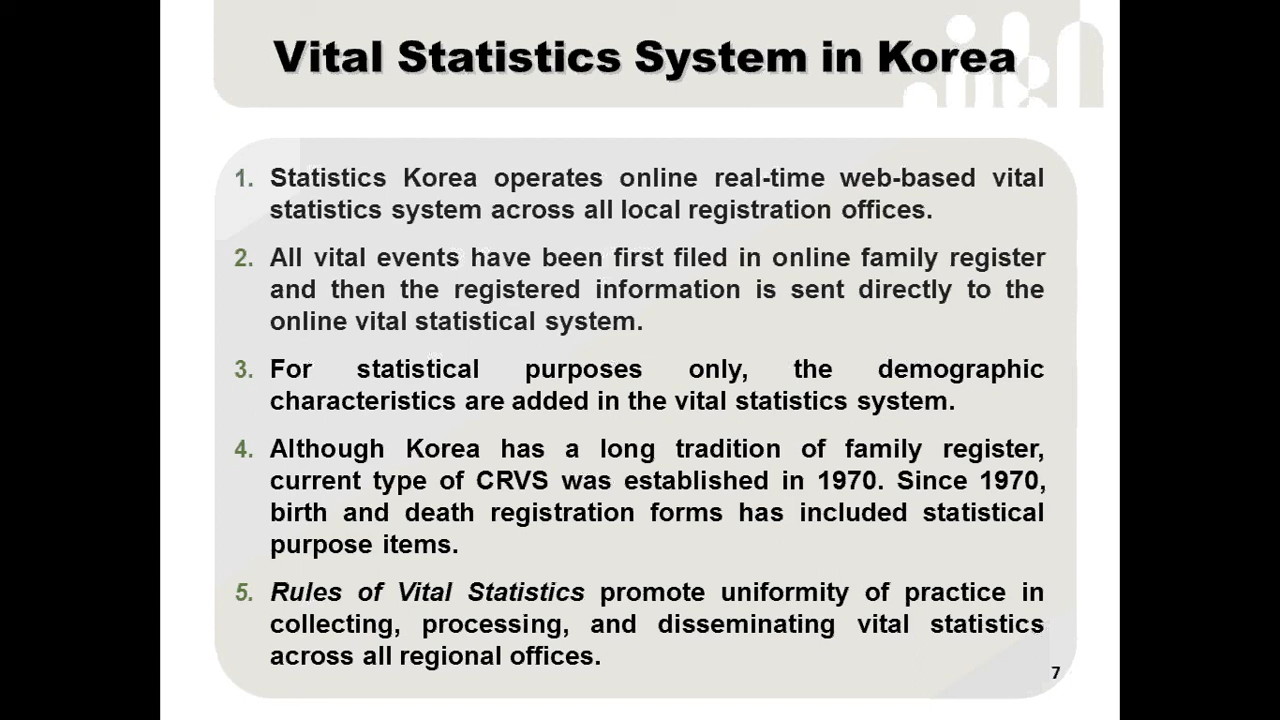 Vital Statistics System in Korea
1. Statistics Korea operates online real-time web-based vital
statistics system across all local registration offices.
2. All vital events have been first filed in online family register
and then the registered information is sent directly to the
online vital statistical system.
3. For statistical purposes only, the demographic
characteristics are added in the vital statistics system.
4. Although Korea has a long tradition of family register,
current type of CRVS was established in 1970. Since 1970,
birth and death registration forms has included statistical
purpose items.
5. Rules of Vital Statistics promote uniformity of practice in
collecting, processing, and disseminating vital statistics
across all regional offices.
7